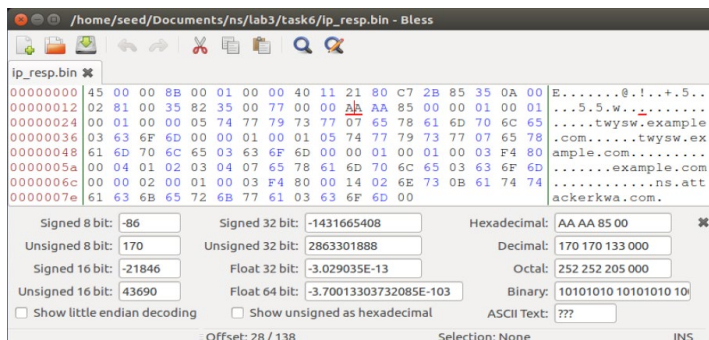 /home/seed/Documents/ns/lab3/task6/ip_resp.bin - Bless
ip_resp.bin
00000000 45 00 00 8B 00 01 00 00 40 11 21 80 C7 2B 85 35 0A 00 E.......@.!..+.5..
00000012 02 81 00 35 82 35 00 77 00 00 AA AA 85 00 00 01 00 01 ...5.5.w..........
00000024 00 01 00 00 05 74 77 79 73 77 07 65 78 61 6D 70 6C 65 .....twysw.example
00000036 03 63 6F 6D 00 00 01 00 01 05 74 77 79 73 77 07 65 78 .com......twysw.ex
00000048 61 6D 70 6C 65 03 63 6F 6D 00 00 01 00 01 00 03 F4 80 ample.com.........
0000005a 00 04 01 02 03 04 07 65 78 61 6D 70 6C 65 03 63 6F 6D .......example.com
0000006c 00 00 02 00 01 00 03 F4 80 00 14 02 6E 73 0B 61 74 74 ............ns.att
0000007e 61 63 6B 65 72 6B 77 61 03 63 6F 6D 00 ackerkwa.com.
Signed 8 bit: -86 Signed 32 bit: -1431665408 Hexadecimal: AA AA 85 00
Unsigned 8 bit: 170 Unsigned 32 bit: 2863301888 Decimal: 170 170 133 000
Signed 16 bit: -21846 Float 32 bit: -3.029035E-13 Octal: 252 252 205 000
Unsigned 16 bit: 43690 Float 64 bit: -3.70013303732085E-103 Binary: 10101010 10101010 10
Show little endian decoding Show unsigned as hexadecimal ASCII Text: ???
Offset: 28 / 138 Selection: None INS